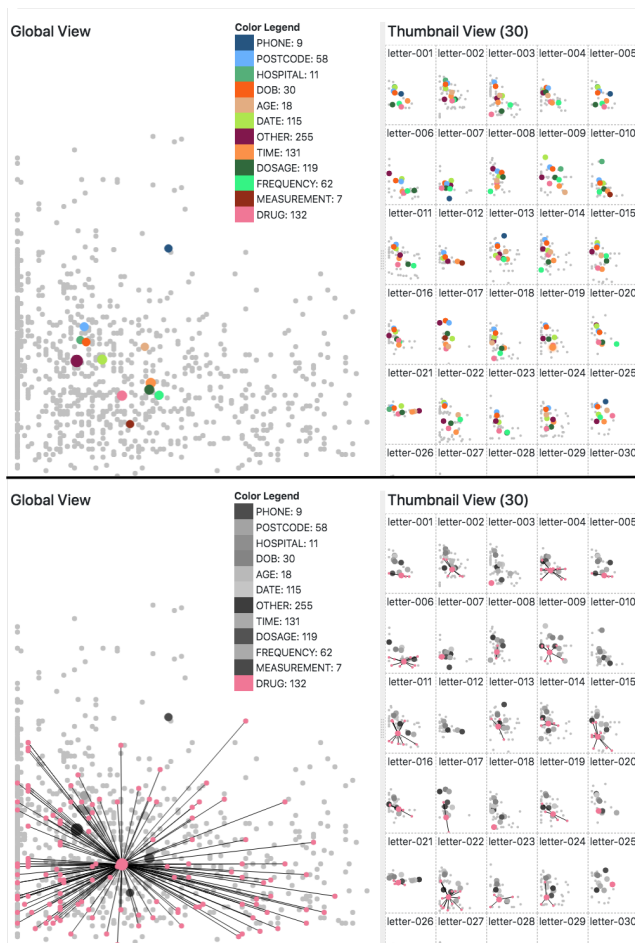 Global View
Color Legend
PHONE: 9
POSTCODE: 58
HOSPITAL: 11
DOB: 30
AGE: 18
DATE: 115
OTHER: 255
TIME: 131
DOSAGE: 119
FREQUENCY: 62
MEASUREMENT: 7
DRUG: 132
Thumbnail View (30)
letter-001 letter-002 letter-003 letter-004 letter-005
letter-006 letter-007 letter-008 letter-009 letter-010
letter-011 letter-012 letter-013 letter-014 letter-015
letter-016 letter-017 letter-018 letter-019 letter-020
letter-021 letter-022 letter-023 letter-024 letter-025
letter-026 letter-027 letter-028 letter-029 letter-030
Global View
Color Legend
PHONE: 9
POSTCODE: 58
HOSPITAL: 11
DOB: 30
AGE: 18
DATE: 115
OTHER: 255
TIME: 131
DOSAGE: 119
FREQUENCY: 62
MEASUREMENT: 7
DRUG: 132
Thumbnail View (30)
letter-001 letter-002 letter-003 letter-004 letter-005
letter-006 letter-007 letter-008 letter-009 letter-010
letter-011 letter-012 letter-013 letter-014 letter-015
letter-016 letter-017 letter-018 letter-019 letter-020
letter-021 letter-022 letter-023 letter-024 letter-025
letter-026 letter-027 letter-028 letter-029 letter-030